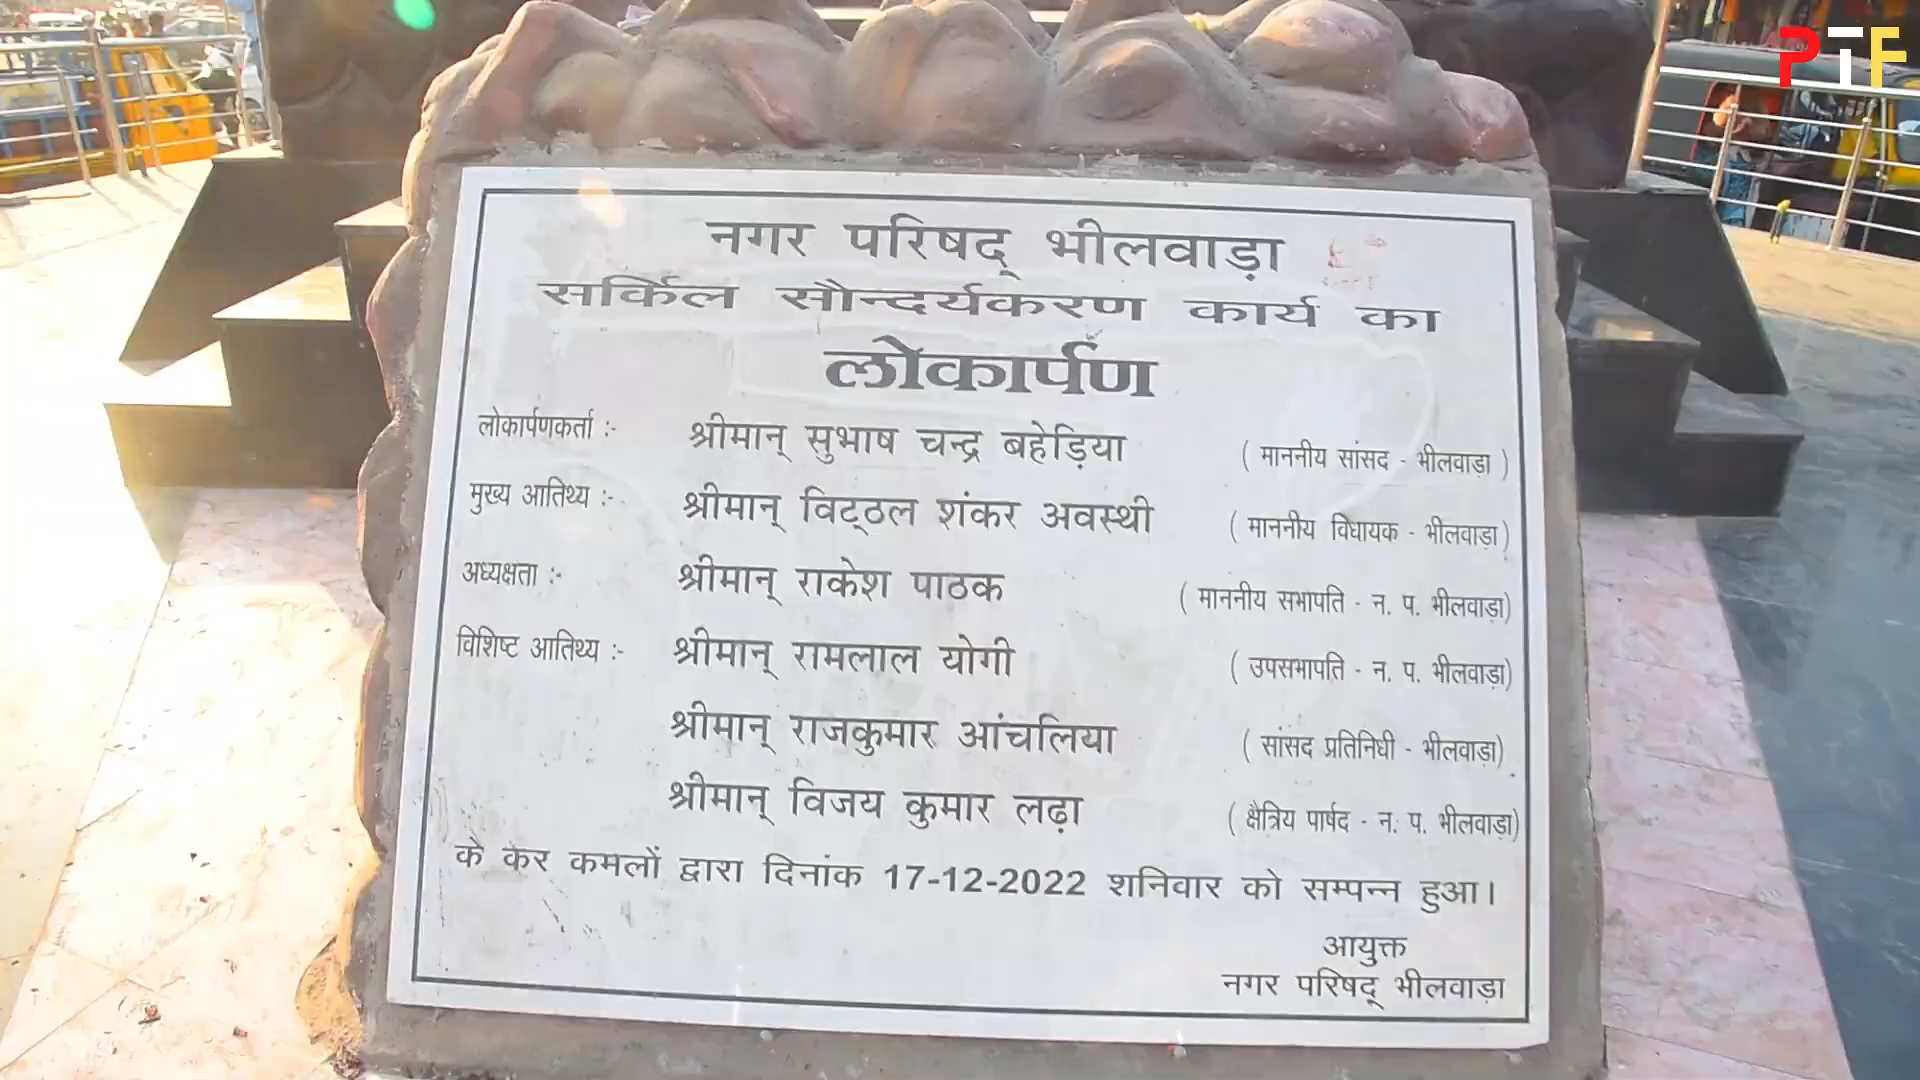 PTF
नगर परिषद् भीलवाड़ा
सर्किल सौन्दर्यकरण कार्य का
लोकार्पण
लोकार्पणकर्ता :- श्रीमान् सुभाष चन्द्र बहेड़िया ( माननीय सांसद - भीलवाड़ा )
मुख्य आतिथ्य :- श्रीमान् विट्ठल शंकर अवस्थी ( माननीय विधायक - भीलवाड़ा)
अध्यक्षता :- श्रीमान् राकेश पाठक ( माननीय सभापति - न. प. भीलवाड़ा)
विशिष्ट आतिथ्य :- श्रीमान् रामलाल योगी ( उपसभापति - न. प. भीलवाड़ा)
श्रीमान् राजकुमार आंचलिया ( सांसद प्रतिनिधी - भीलवाड़ा)
श्रीमान् विजय कुमार लढ़ा ( क्षैत्रिय पार्षद - न. प. भीलवाड़ा)
के कर कमलों द्वारा दिनांक 17-12-2022 शनिवार को सम्पन्न हुआ।
आयुक्त
नगर परिषद् भीलवाड़ा